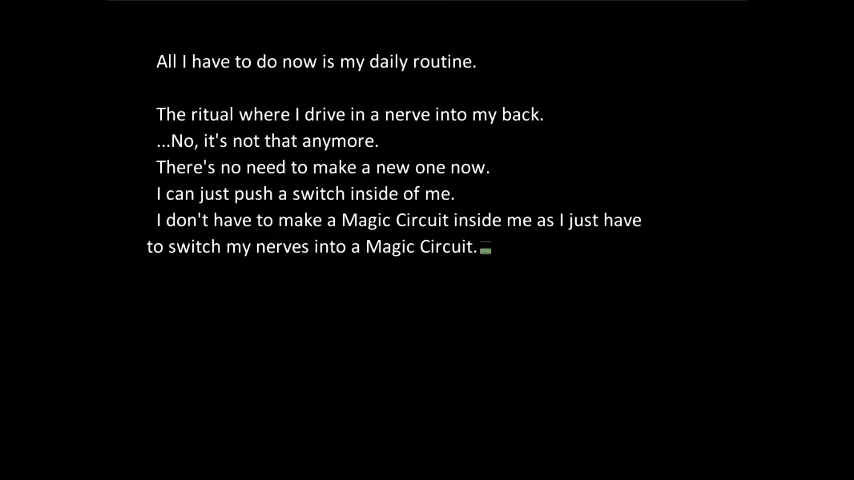 All I have to do now is my daily routine.
The ritual where I drive in a nerve into my back.
...No, it's not that anymore.
There's no need to make a new one now.
I can just push a switch inside of me.
I don't have to make a Magic Circuit inside me as I just have
to switch my nerves into a Magic Circuit.